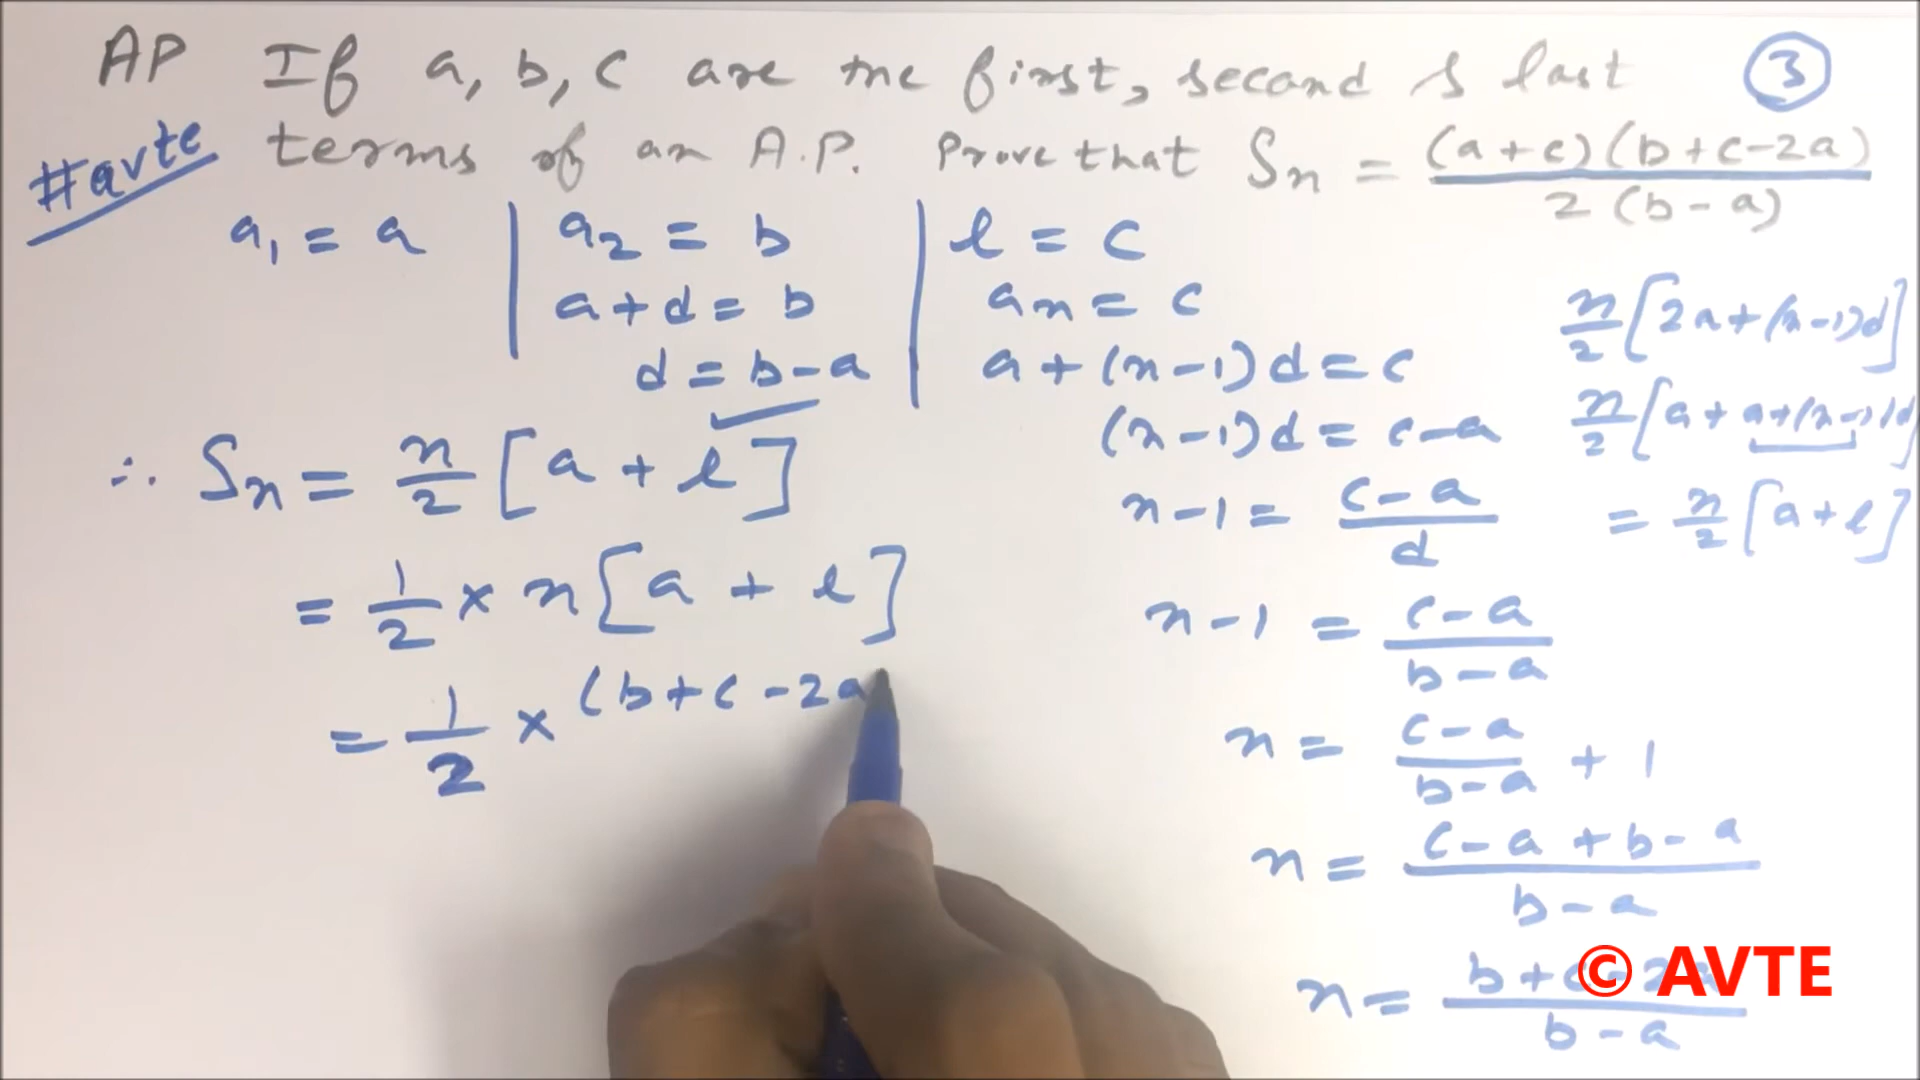 AP If a, b, c are the first, second & last ③
#avte terms of an A.P. Prove that Sn = (a+c)(b+c-2a)/2(b-a)
a₁ = a | a₂ = b | l = c
a+d = b
d = b-a
an = c
a+(n-1)d = c
(n-1)d = c-a
n-1 = (c-a)/d
n-1 = (c-a)/(b-a)
n = (c-a)/(b-a) + 1
n = (c-a+b-a)/(b-a)
n = b+c-2a/b-a
n/2[2a+(n-1)d]
n/2[a+a+(n-1)d]
= n/2[a+l]
∴ Sn = n/2[a+l]
= 1/2 × n[a+l]
= 1/2 × (b+c-2a
© AVTE